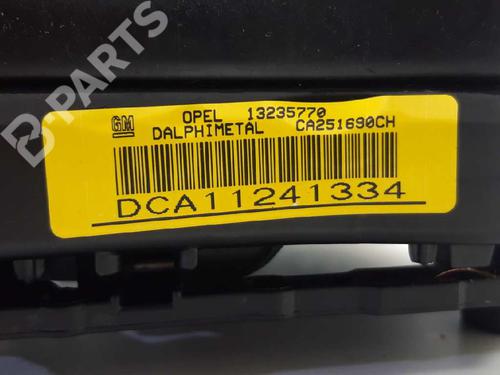 B-PARTS
GM OPEL 13235770
DALPHIMETAL CA251690CH
DCA11241334